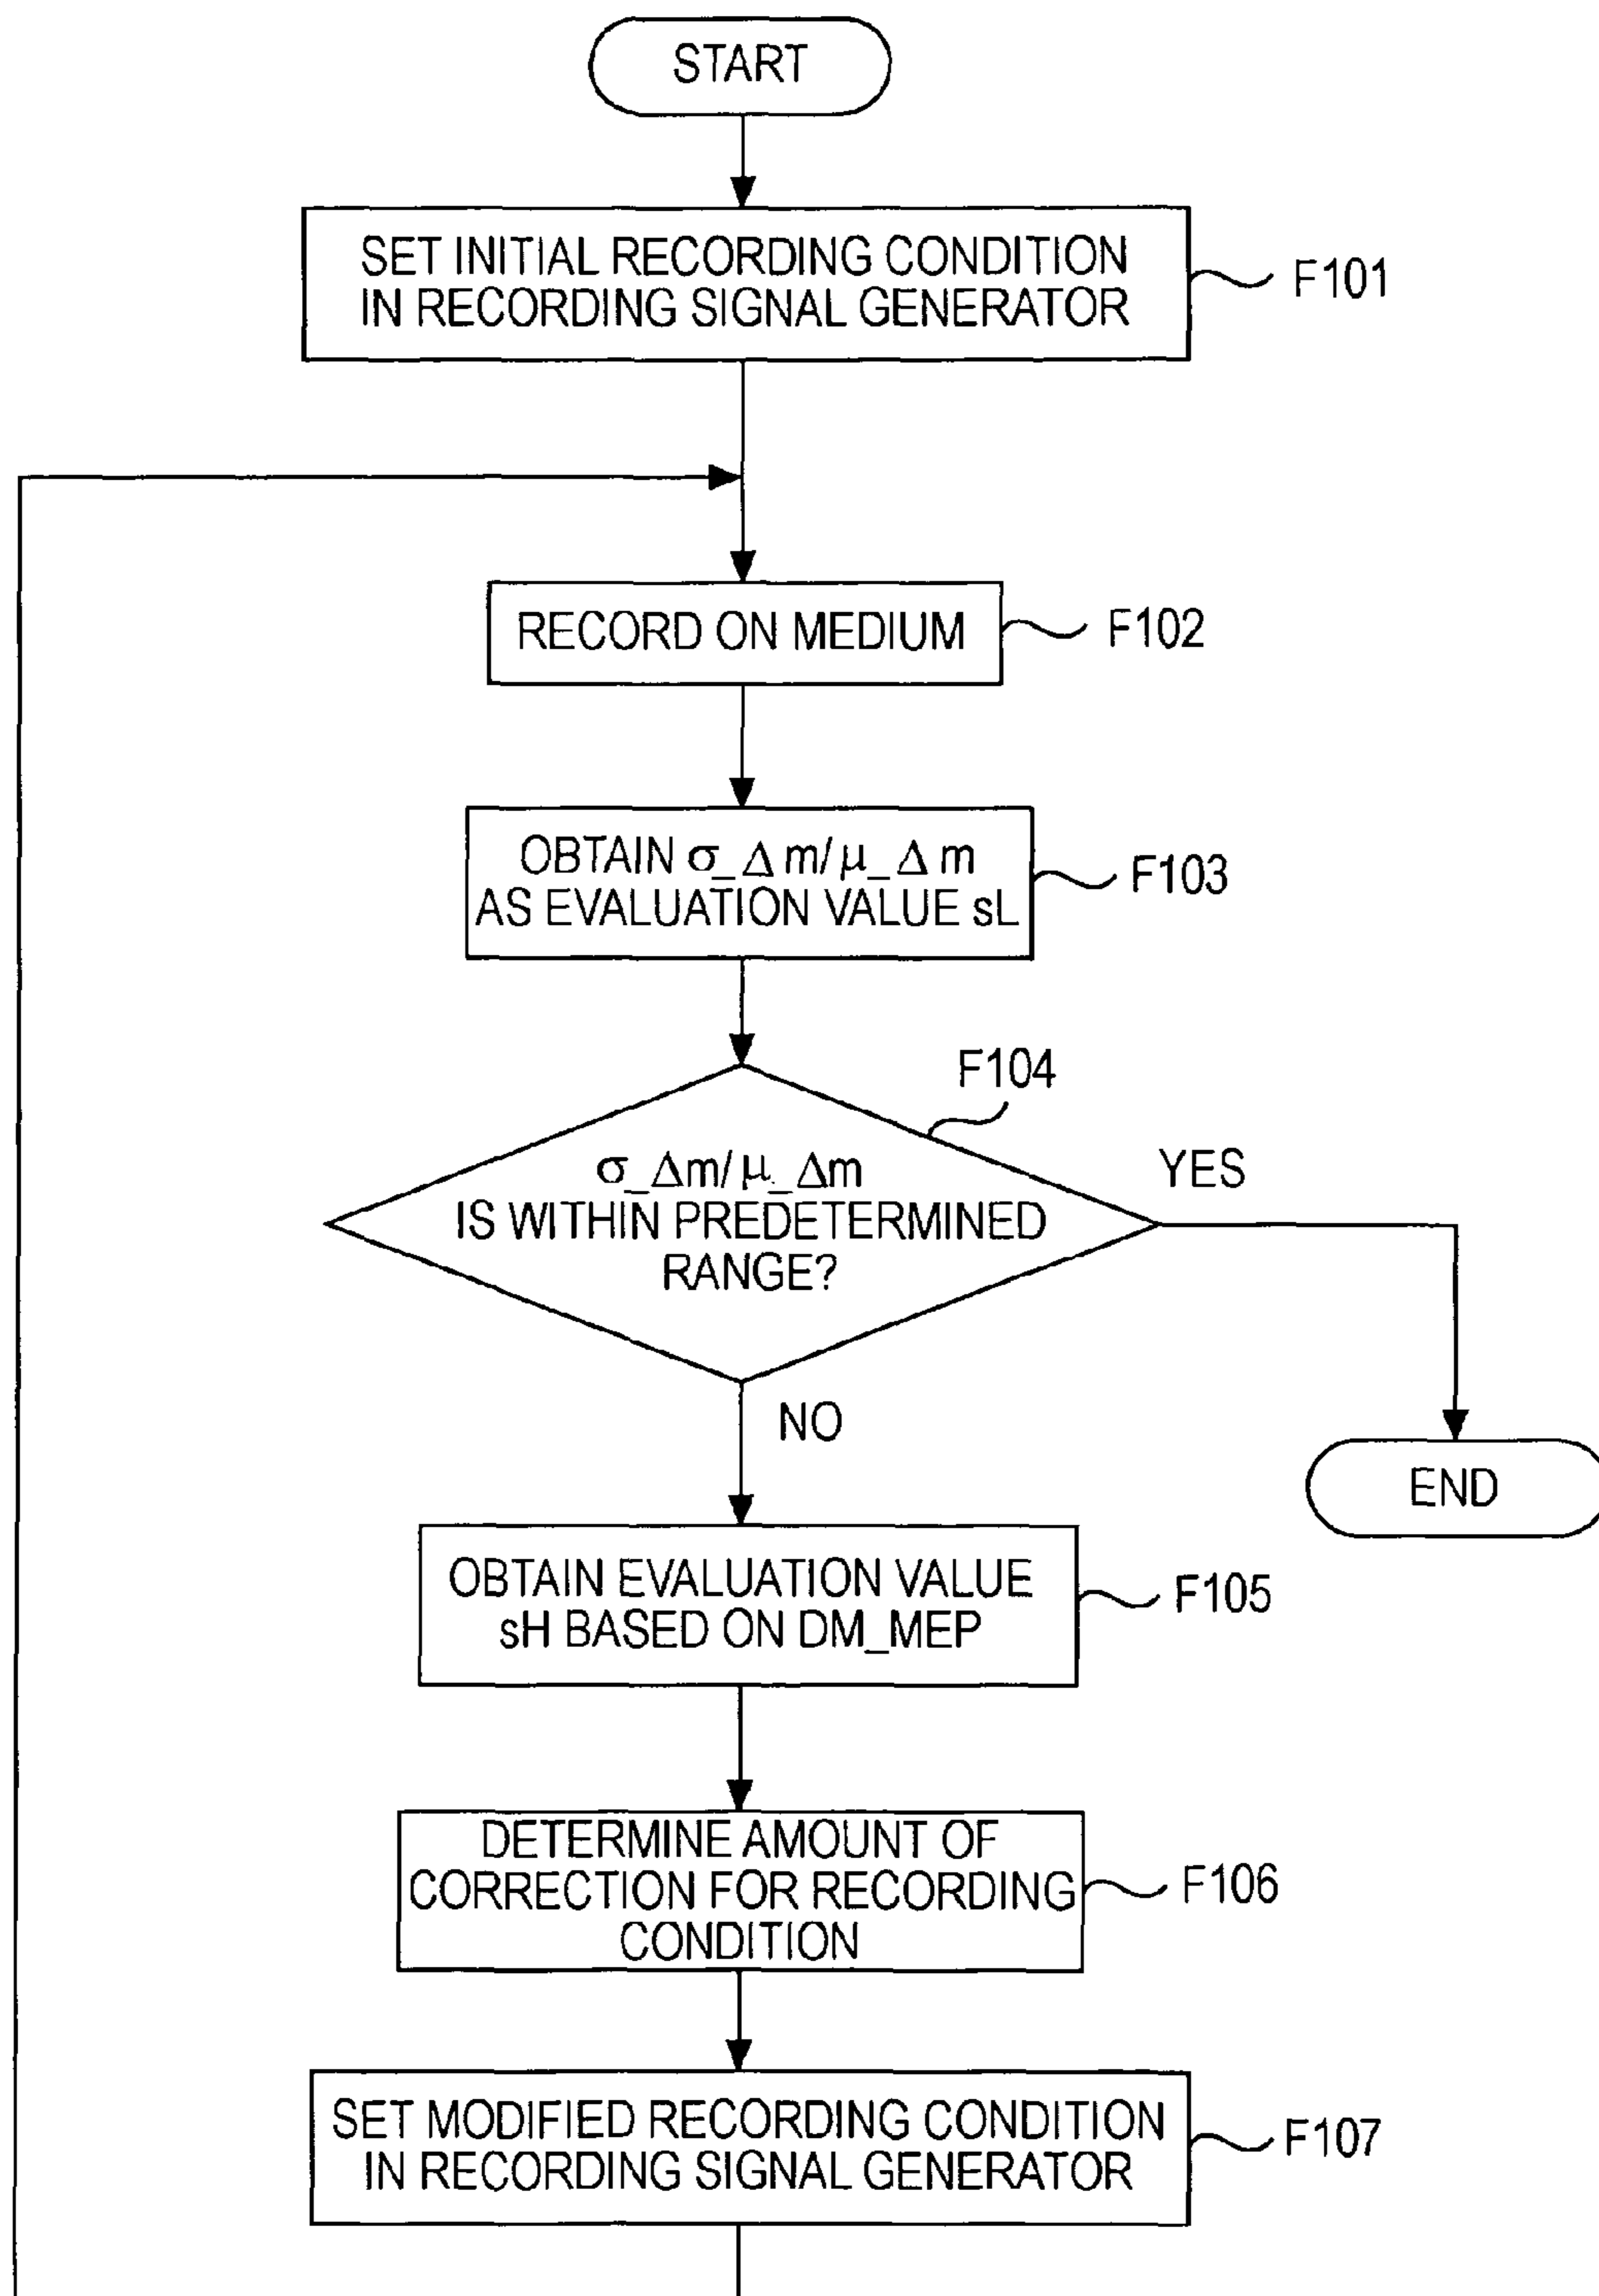 START
SET INITIAL RECORDING CONDITION
IN RECORDING SIGNAL GENERATOR
F101
RECORD ON MEDIUM
F102
OBTAIN σ_Δm/μ_Δm
AS EVALUATION VALUE sL
F103
F104
σ_Δm/μ_Δm
IS WITHIN PREDETERMINED
RANGE?
YES
NO
END
OBTAIN EVALUATION VALUE
sH BASED ON DM_MEP
F105
DETERMINE AMOUNT OF
CORRECTION FOR RECORDING
CONDITION
F106
SET MODIFIED RECORDING CONDITION
IN RECORDING SIGNAL GENERATOR
F107